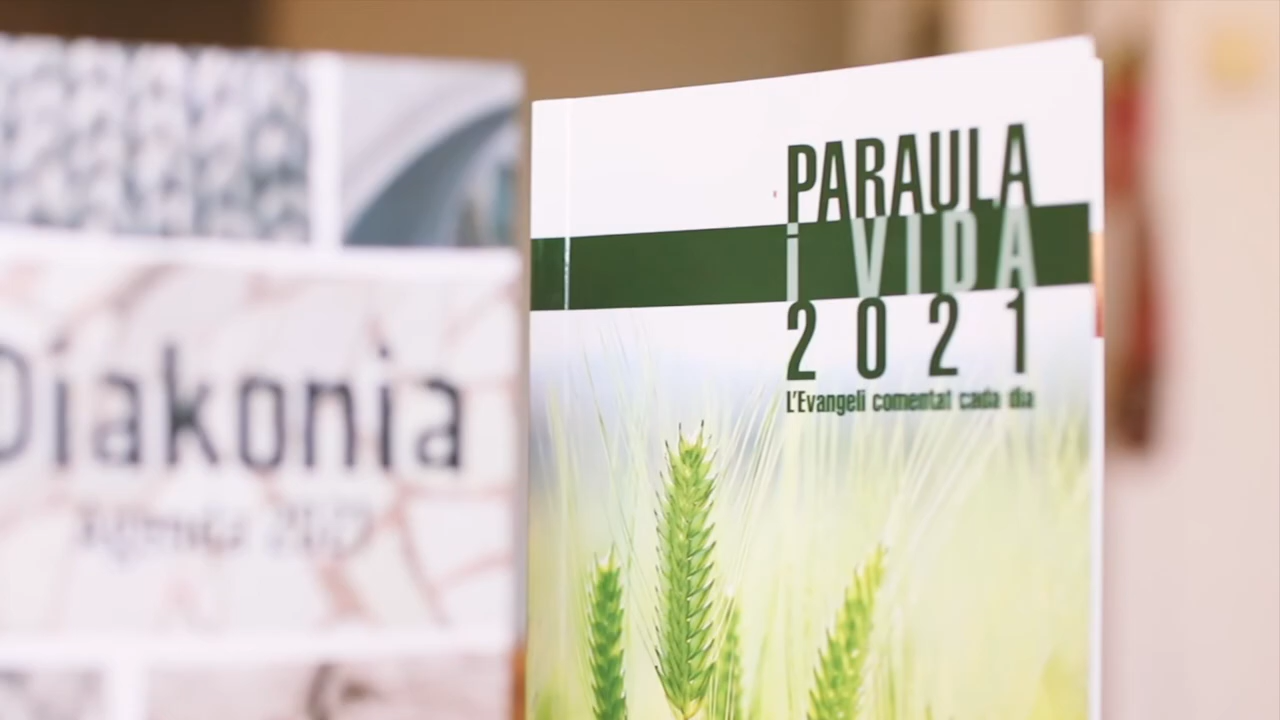 Diakonia
PARAULA
i VIDA
2021
L'Evangeli comentat cada dia